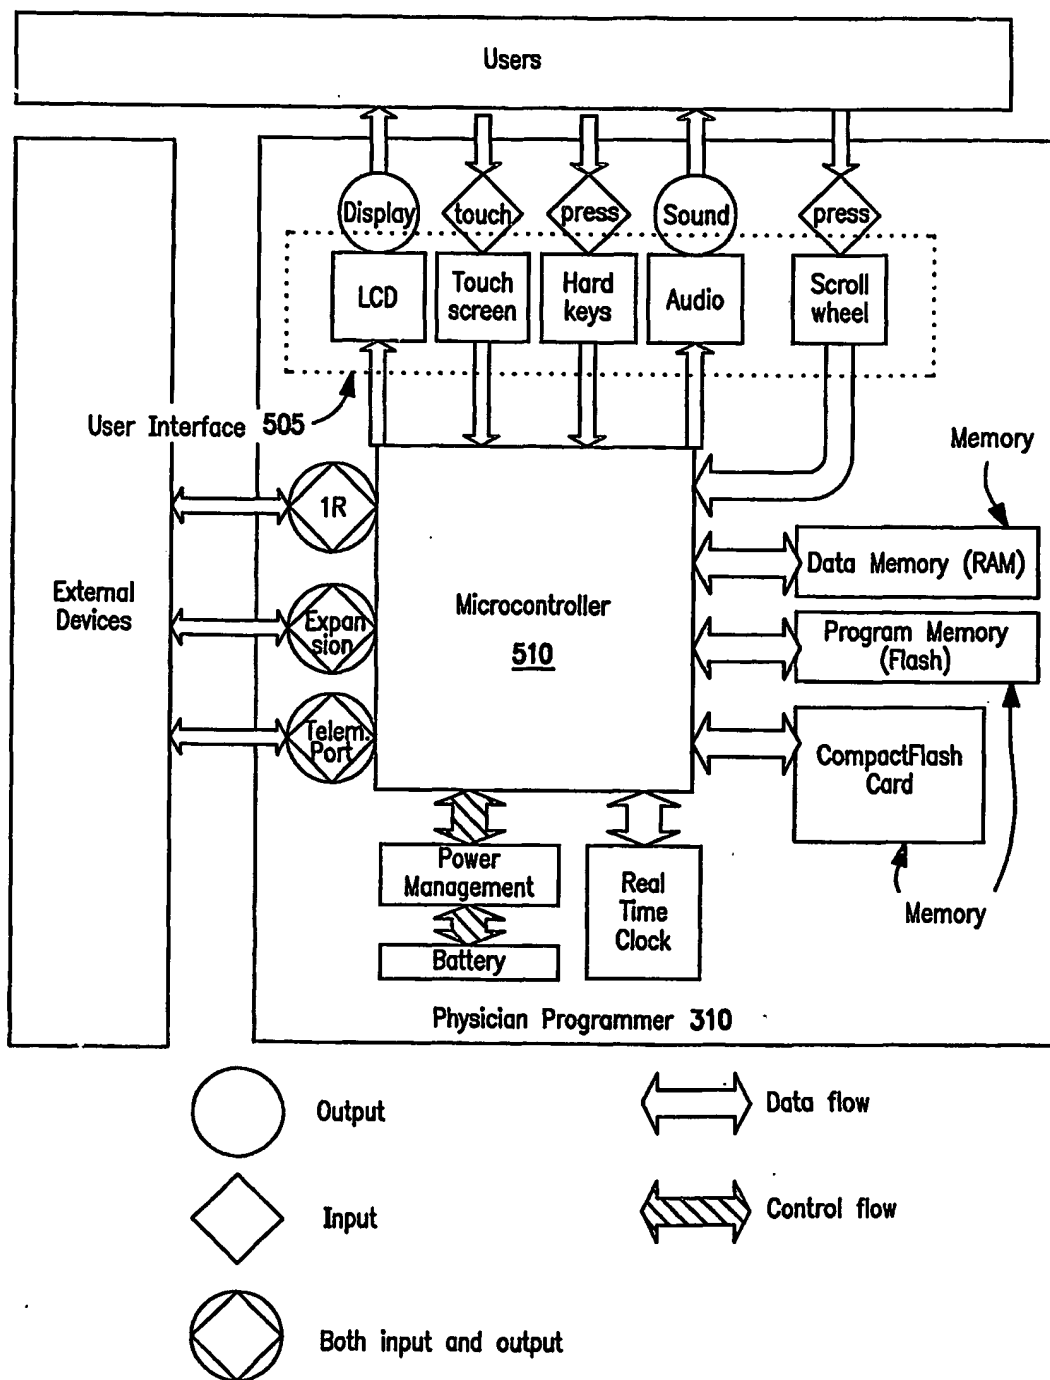 Users
Display
touch
press
Sound
press
LCD
Touch
screen
Hard
keys
Audio
Scroll
wheel
User Interface 505
Memory
1R
External
Devices
Expan
sion
Telem.
Port
Microcontroller
510
Data Memory (RAM)
Program Memory
(Flash)
CompactFlash
Card
Power
Management
Battery
Real
Time
Clock
Memory
Physician Programmer 310
Output
Data flow
Input
Control flow
Both input and output